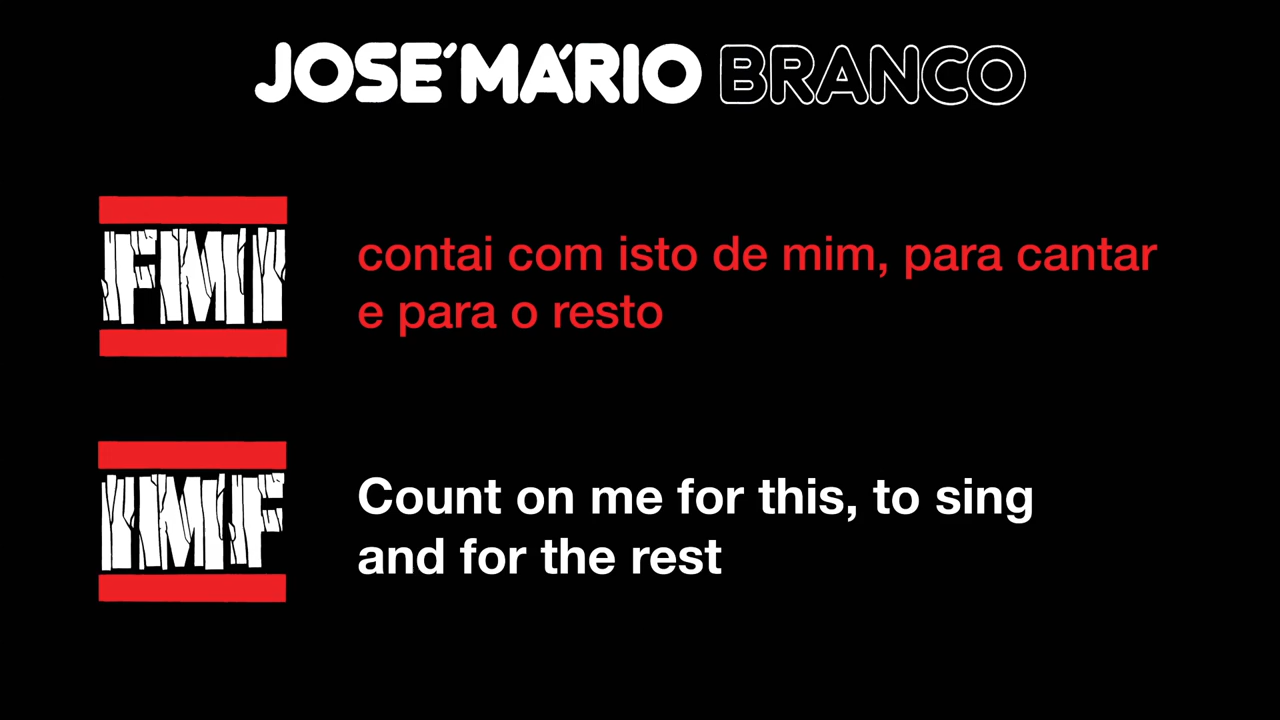 JOSÉ MÁRIO BRANCO
FMI
contai com isto de mim, para cantar
e para o resto
IMF
Count on me for this, to sing
and for the rest